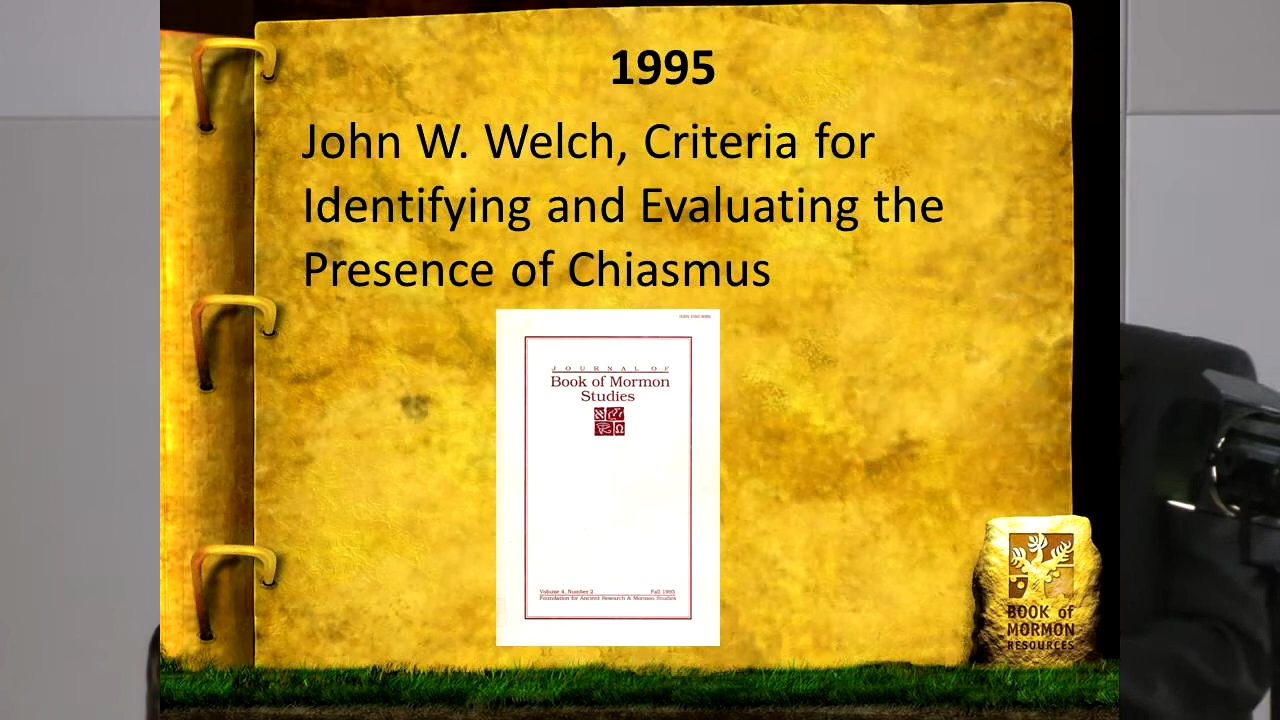 1995
John W. Welch, Criteria for
Identifying and Evaluating the
Presence of Chiasmus
JOURNAL OF
Book of Mormon
Studies
Volume 4, Number 2 Fall 1995
Foundation for Ancient Research & Mormon Studies
BOOK of
MORMON
RESOURCES